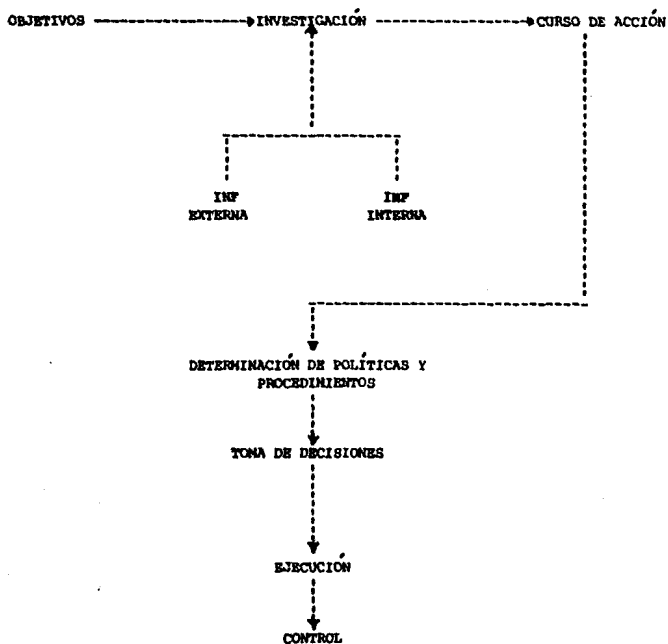 OBJETIVOS INVESTIGACIÓN CURSO DE ACCIÓN
INF EXTERNA
INF INTERNA
DETERMINACIÓN DE POLÍTICAS Y
PROCEDIMIENTOS
TOMA DE DECISIONES
EJECUCIÓN
CONTROL